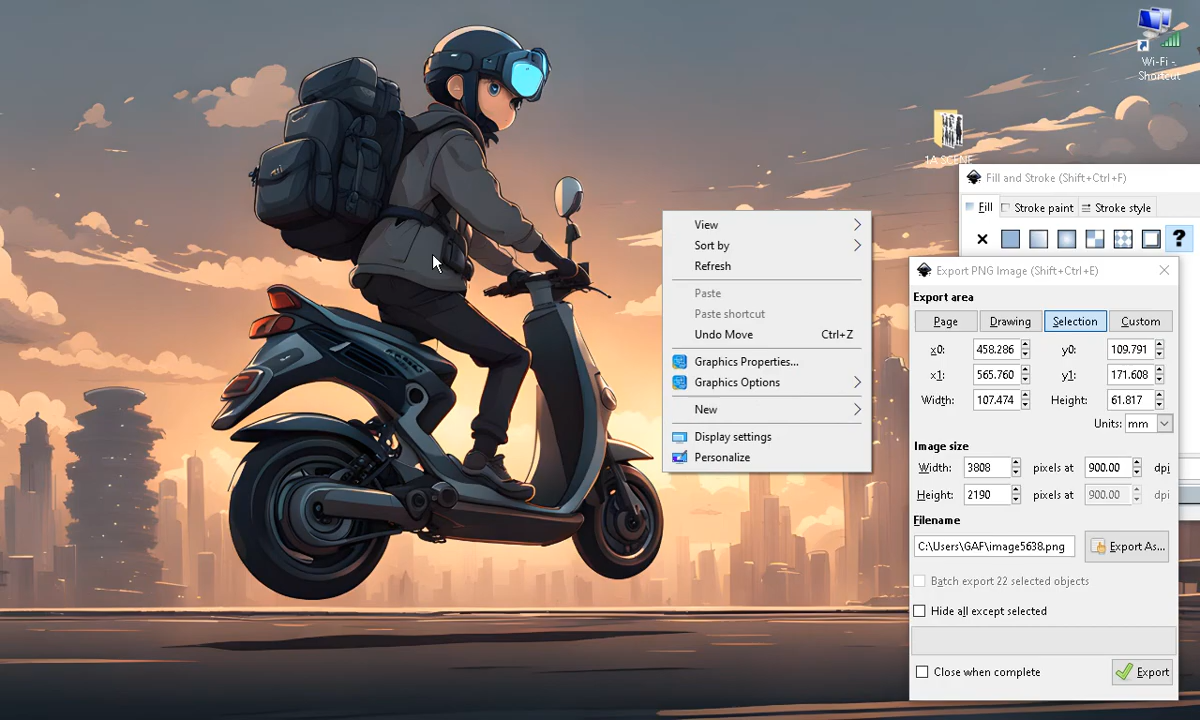 Wi-Fi -
Shortcut
1A SCENE
Fill and Stroke (Shift+Ctrl+F)
Fill
Stroke paint
Stroke style
?
View
Sort by
Refresh
Paste
Paste shortcut
Undo Move Ctrl+Z
Graphics Properties...
Graphics Options
New
Display settings
Personalize
Export PNG Image (Shift+Ctrl+E)
Export area
Page Drawing Selection Custom
x0: 458.286 y0: 109.791
x1: 565.760 y1: 171.608
Width: 107.474 Height: 61.817
Units: mm
Image size
Width: 3808 pixels at 900.00 dpi
Height: 2190 pixels at 900.00 dpi
Filename
C:\Users\GAF\image5638.png Export As...
Batch export 22 selected objects
Hide all except selected
Close when complete Export